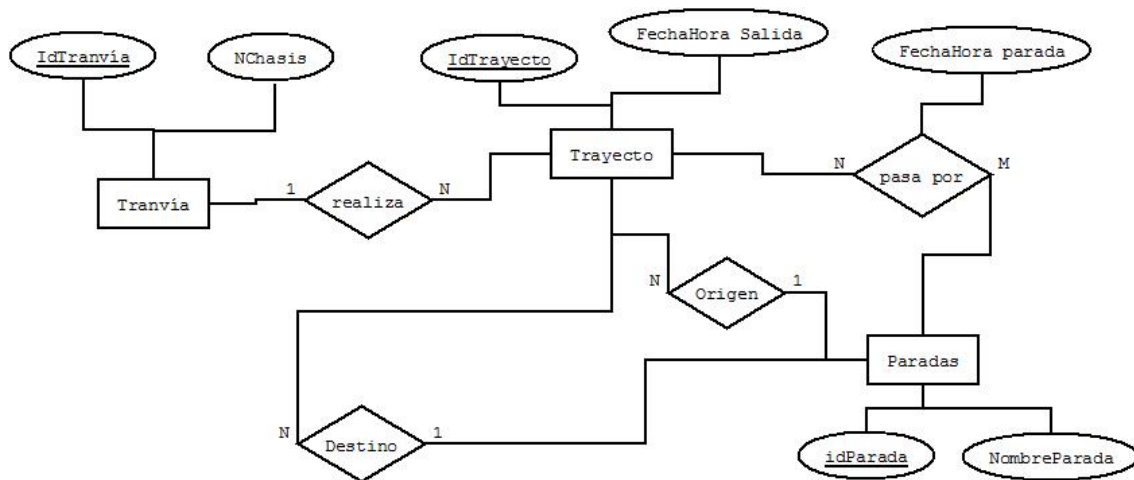 FechaHora Salida
IdTranvía
NChasis
IdTrayecto
FechaHora parada
Trayecto
N
M
pasa por
1
N
realiza
Tranvía
N
1
Origen
Paradas
N
1
Destino
idParada
NombreParada